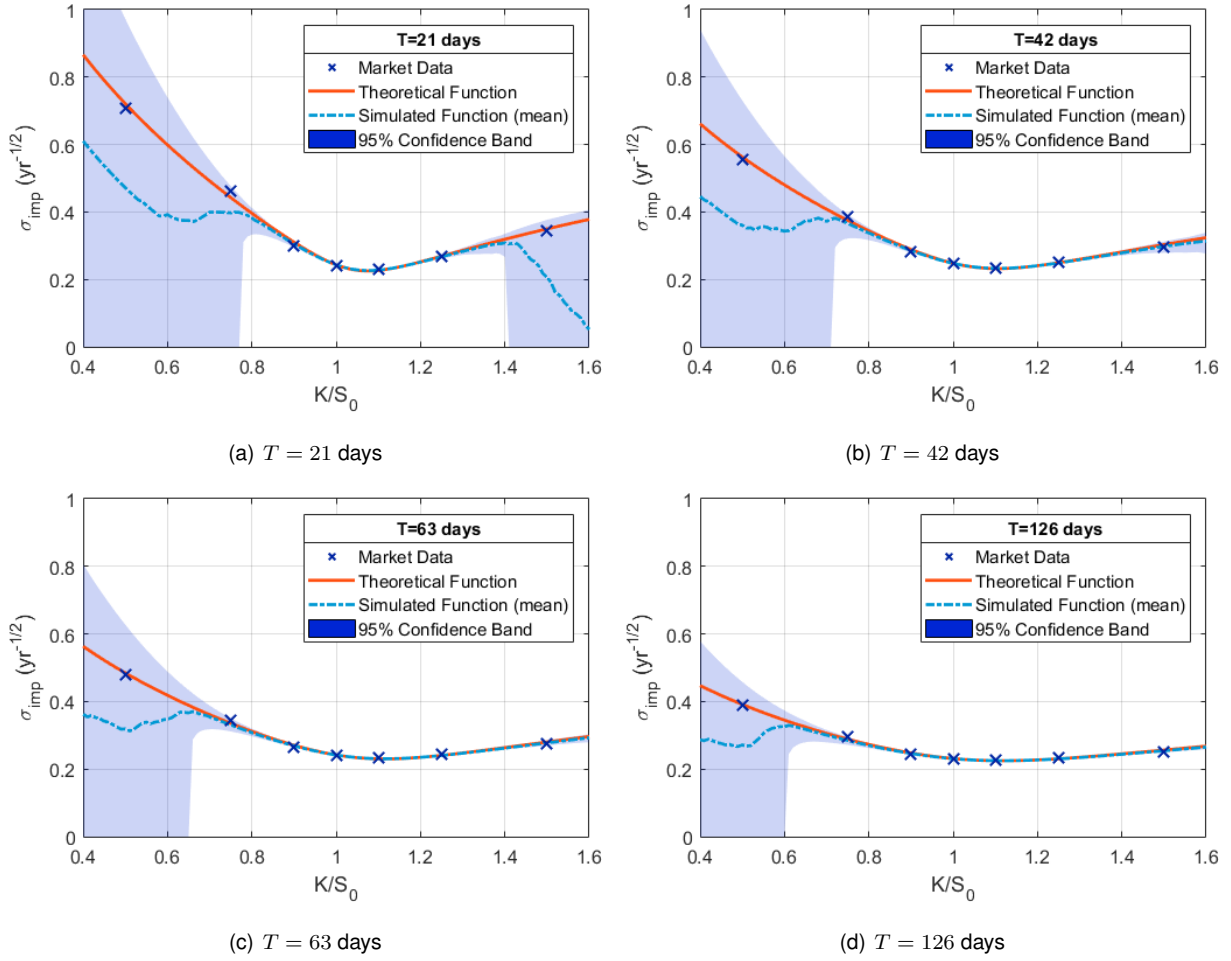 T=21 days
Market Data
Theoretical Function
Simulated Function (mean)
95% Confidence Band
σ_imp (yr^-1/2)
1
0.8
0.6
0.4
0.2
0
0.4 0.6 0.8 1 1.2 1.4 1.6
K/S_0
(a) T = 21 days
T=42 days
Market Data
Theoretical Function
Simulated Function (mean)
95% Confidence Band
σ_imp (yr^-1/2)
1
0.8
0.6
0.4
0.2
0
0.4 0.6 0.8 1 1.2 1.4 1.6
K/S_0
(b) T = 42 days
T=63 days
Market Data
Theoretical Function
Simulated Function (mean)
95% Confidence Band
σ_imp (yr^-1/2)
1
0.8
0.6
0.4
0.2
0
0.4 0.6 0.8 1 1.2 1.4 1.6
K/S_0
(c) T = 63 days
T=126 days
Market Data
Theoretical Function
Simulated Function (mean)
95% Confidence Band
σ_imp (yr^-1/2)
1
0.8
0.6
0.4
0.2
0
0.4 0.6 0.8 1 1.2 1.4 1.6
K/S_0
(d) T = 126 days